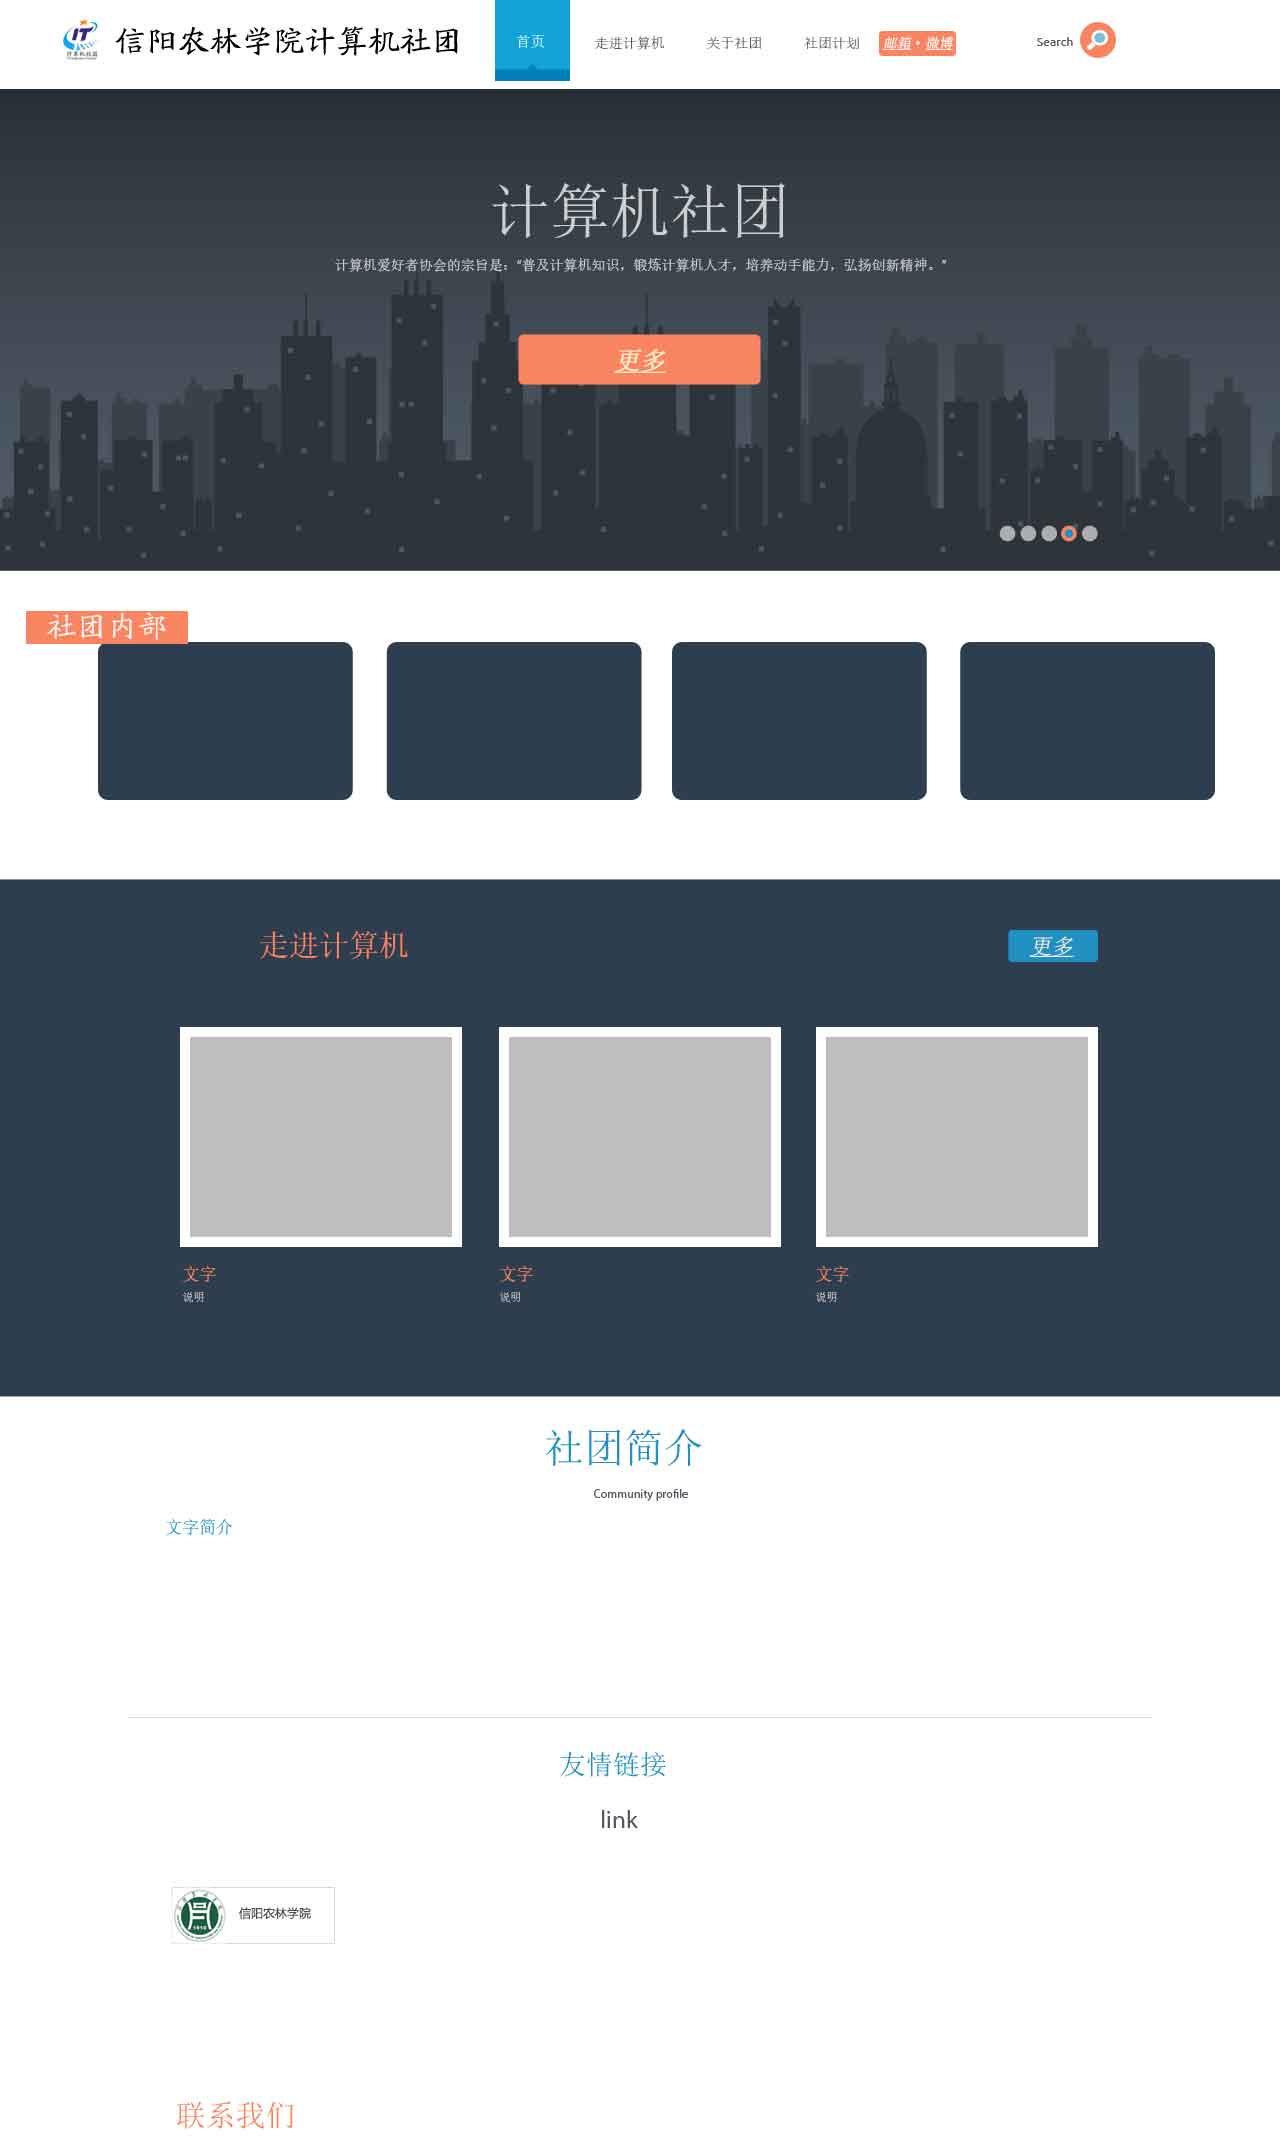 IT
信阳农林学院计算机社团
首页 走进计算机 关于社团 社团计划 邮箱·微博 Search
计算机社团
计算机爱好者协会的宗旨是："普及计算机知识，锻炼计算机人才，培养动手能力，弘扬创新精神。"
更多
社团内部
走进计算机 更多
文字 文字 文字
说明 说明 说明
社团简介
Community profile
文字简介
友情链接
link
信阳农林学院
联系我们